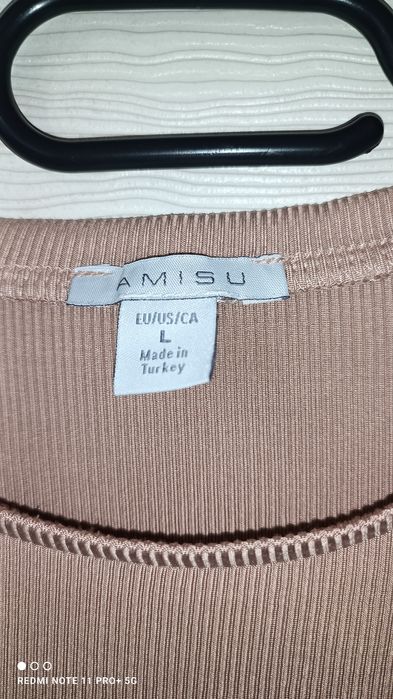 AMISU
EU/US/CA
L
Made in
Turkey
REDMI NOTE 11 PRO+ 5G